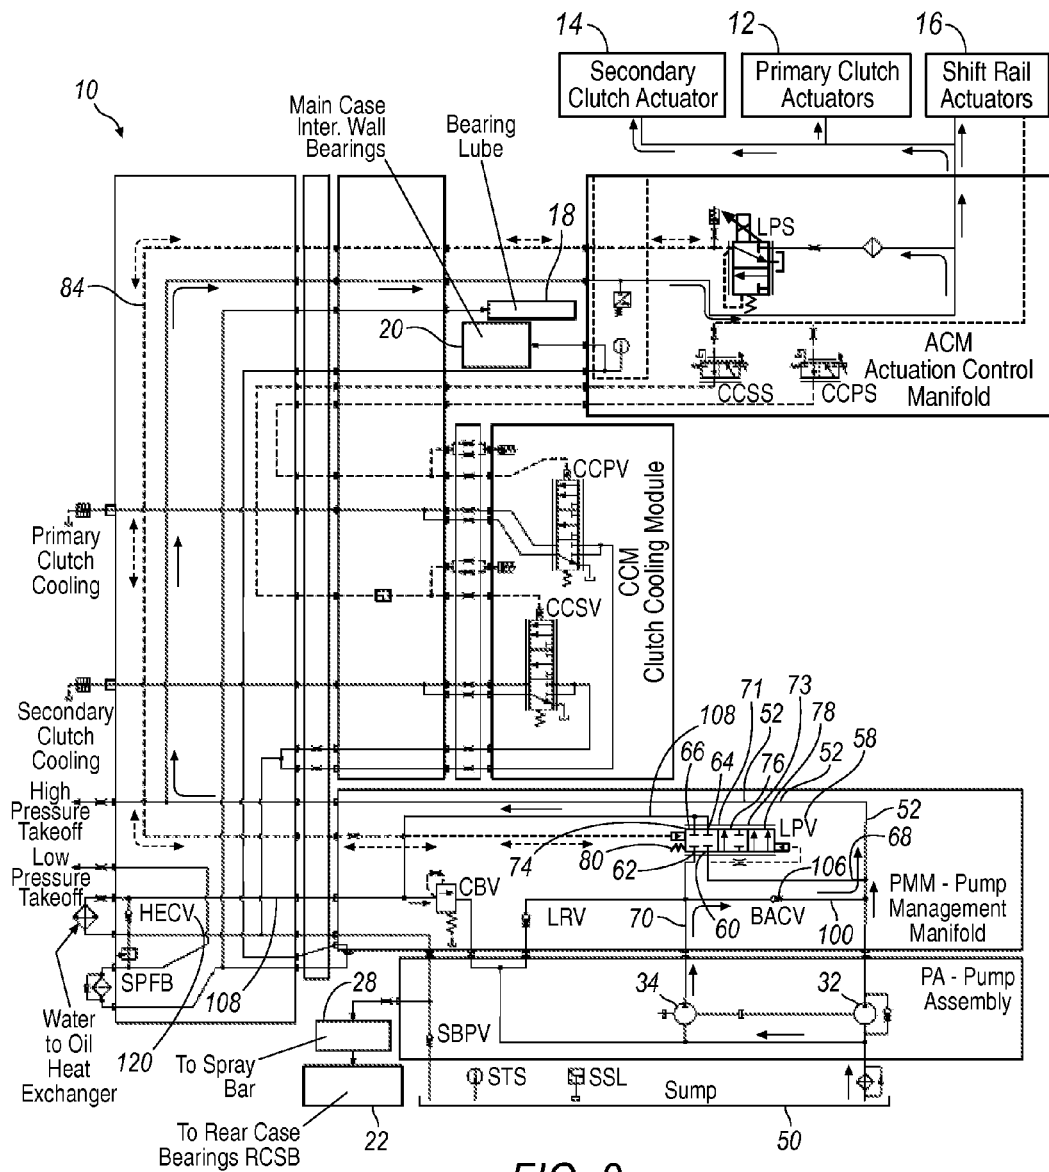 14
12
16
Secondary
Clutch Actuator
Primary Clutch
Actuators
Shift Rail
Actuators
10
Main Case
Inter. Wall
Bearings
Bearing
Lube
18
LPS
84
20
ACM
Actuation Control
Manifold
CCSS
CCPS
CCPV
Primary
Clutch
Cooling
CCM
Clutch Cooling Module
CCSV
Secondary
Clutch
Cooling
71
73
108
52
78
58
66
64
76
52
High
Pressure
Takeoff
LPV
52
68
74
80
62
106
Low
Pressure
Takeoff
CBV
PMM - Pump
Management
Manifold
HECV
LRV
BACV
70
60
100
SPFB
108
28
34
32
PA - Pump
Assembly
Water
to Oil
Heat
Exchanger
120
SBPV
To Spray
Bar
STS
SSL
Sump
To Rear Case
Bearings RCSB
22
50